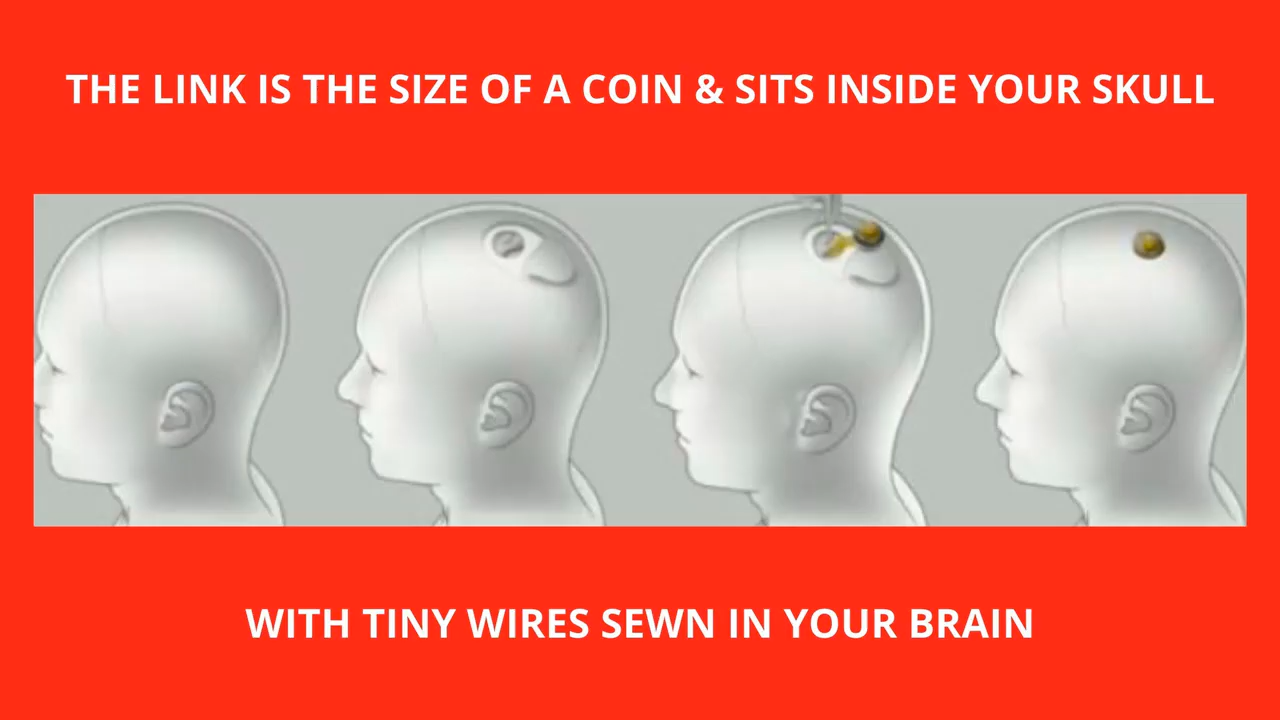 THE LINK IS THE SIZE OF A COIN & SITS INSIDE YOUR SKULL
WITH TINY WIRES SEWN IN YOUR BRAIN